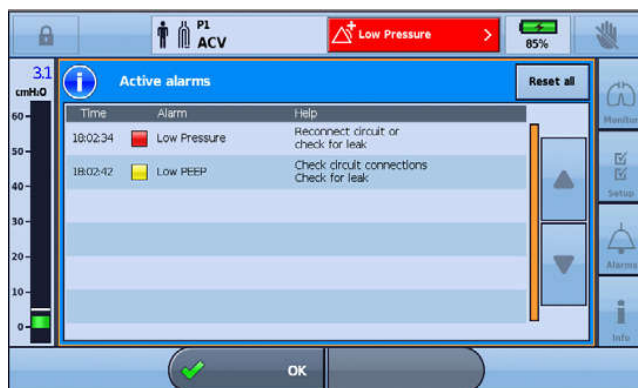 P1
ACV
Low Pressure
85%
3.1
cmH2O
Active alarms
Reset all
Time Alarm Help
18:02:34 Low Pressure Reconnect circuit or
check for leak
18:02:42 Low PEEP Check circuit connections
Check for leak
60
50
40
30
20
10
0
Monitor
Setup
Alarms
Info
OK